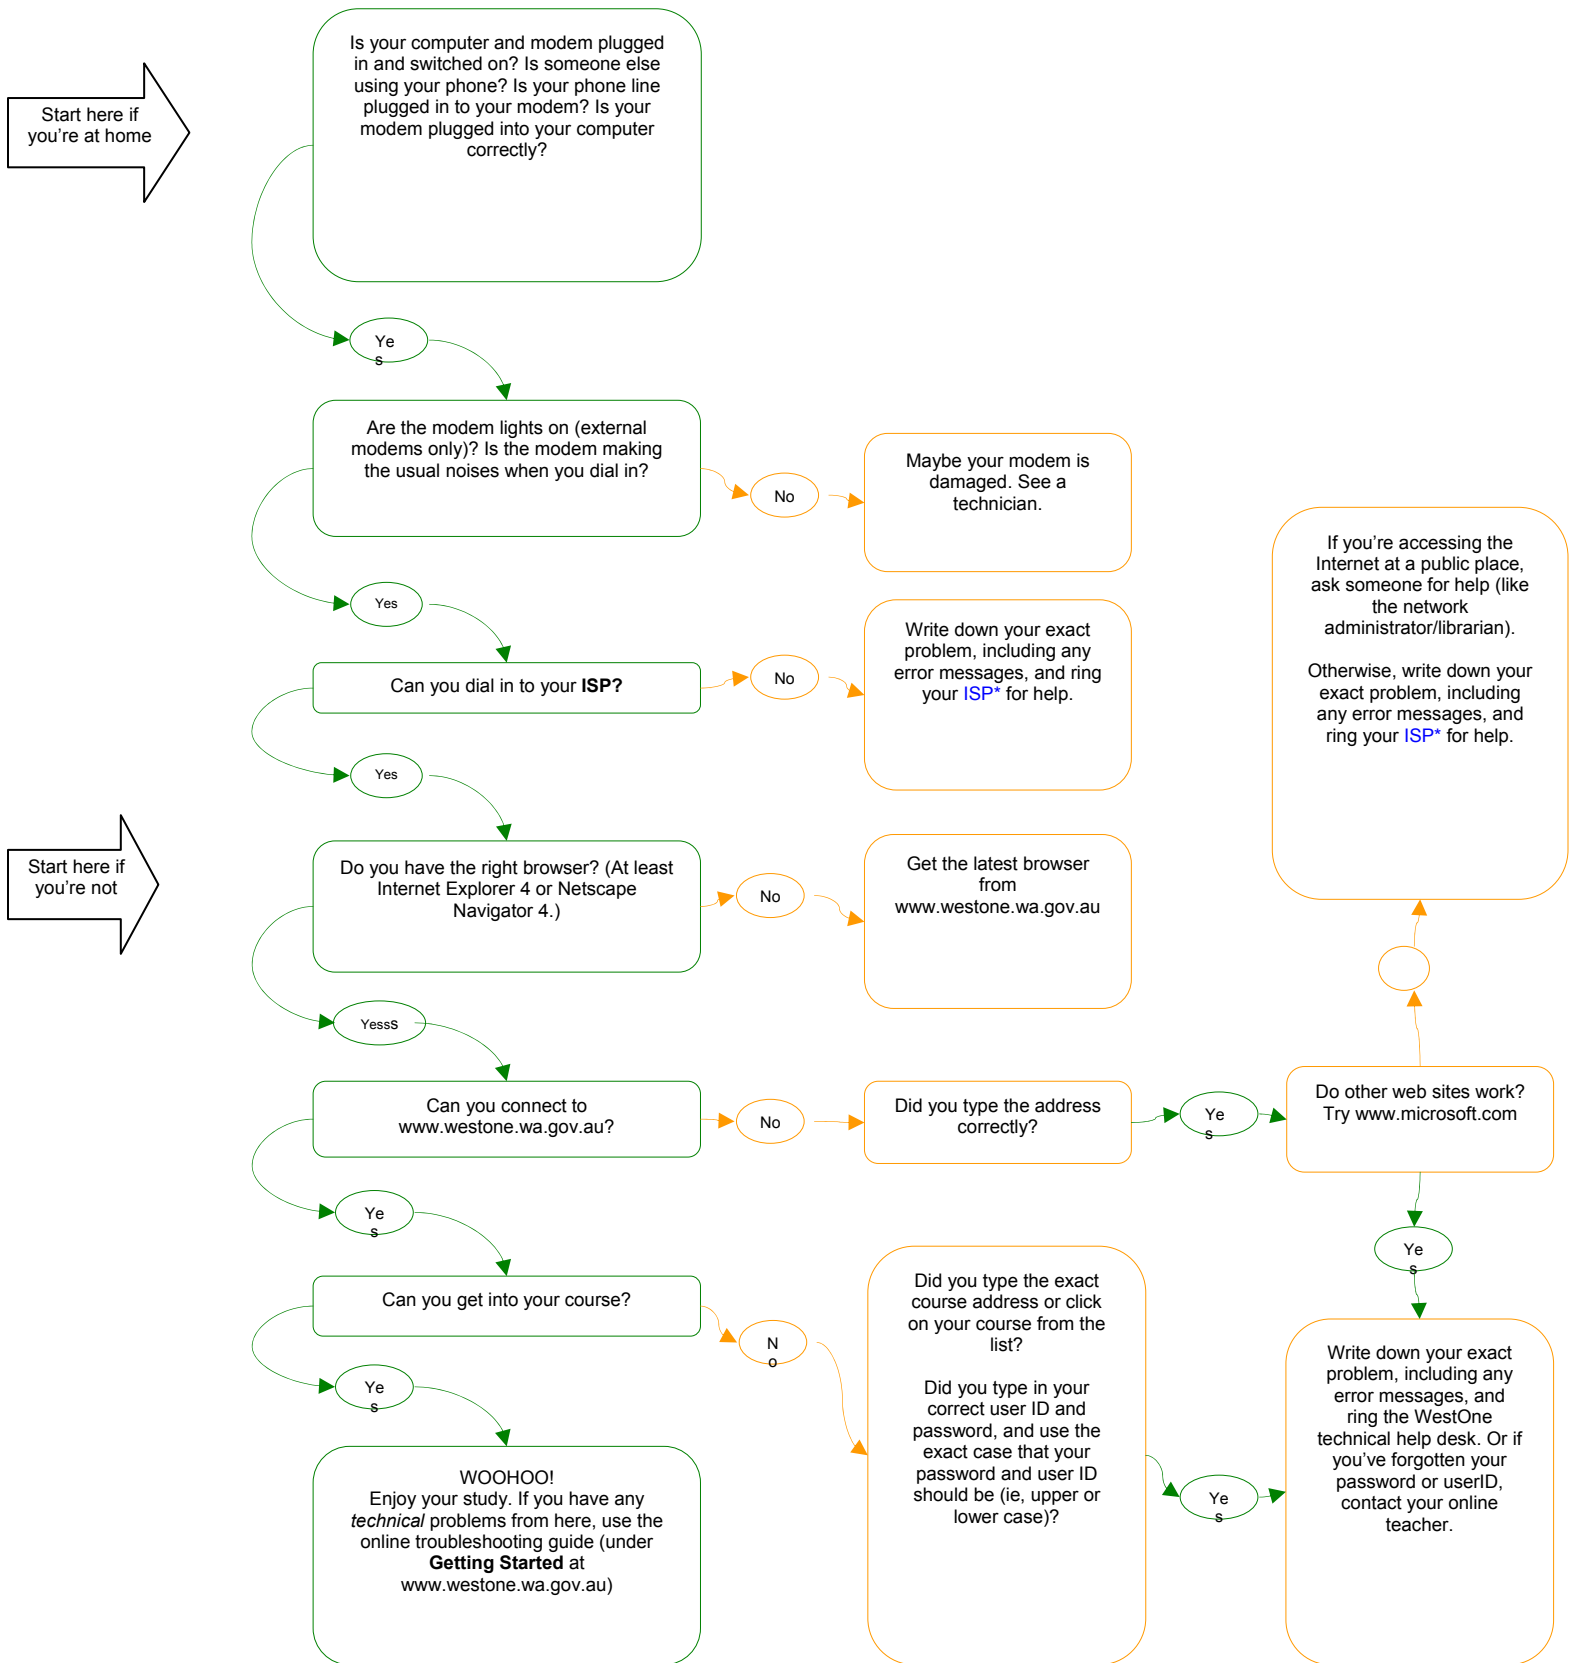 Is your computer and modem plugged
in and switched on? Is someone else
using your phone? Is your phone line
plugged in to your modem? Is your
modem plugged into your computer
correctly?
Start here if
you’re at home
Ye
s
Are the modem lights on (external
modems only)? Is the modem making
the usual noises when you dial in?
No
Maybe your modem is
damaged. See a
technician.
Yes
Can you dial in to your ISP?
No
Write down your exact
problem, including any
error messages, and ring
your ISP* for help.
If you’re accessing the
Internet at a public place,
ask someone for help (like
the network
administrator/librarian).
Otherwise, write down your
exact problem, including
any error messages, and
ring your ISP* for help.
Yes
Start here if
you’re not
Do you have the right browser? (At least
Internet Explorer 4 or Netscape
Navigator 4.)
No
Get the latest browser
from
www.westone.wa.gov.au
Yesss
Can you connect to
www.westone.wa.gov.au?
No
Did you type the address
correctly?
Ye
s
Do other web sites work?
Try www.microsoft.com
Ye
s
Ye
s
Can you get into your course?
N
o
Did you type the exact
course address or click
on your course from the
list?
Did you type in your
correct user ID and
password, and use the
exact case that your
password and user ID
should be (ie, upper or
lower case)?
Ye
s
Write down your exact
problem, including any
error messages, and
ring the WestOne
technical help desk. Or if
you’ve forgotten your
password or userID,
contact your online
teacher.
Ye
s
WOOHOO!
Enjoy your study. If you have any
technical problems from here, use the
online troubleshooting guide (under
Getting Started at
www.westone.wa.gov.au)